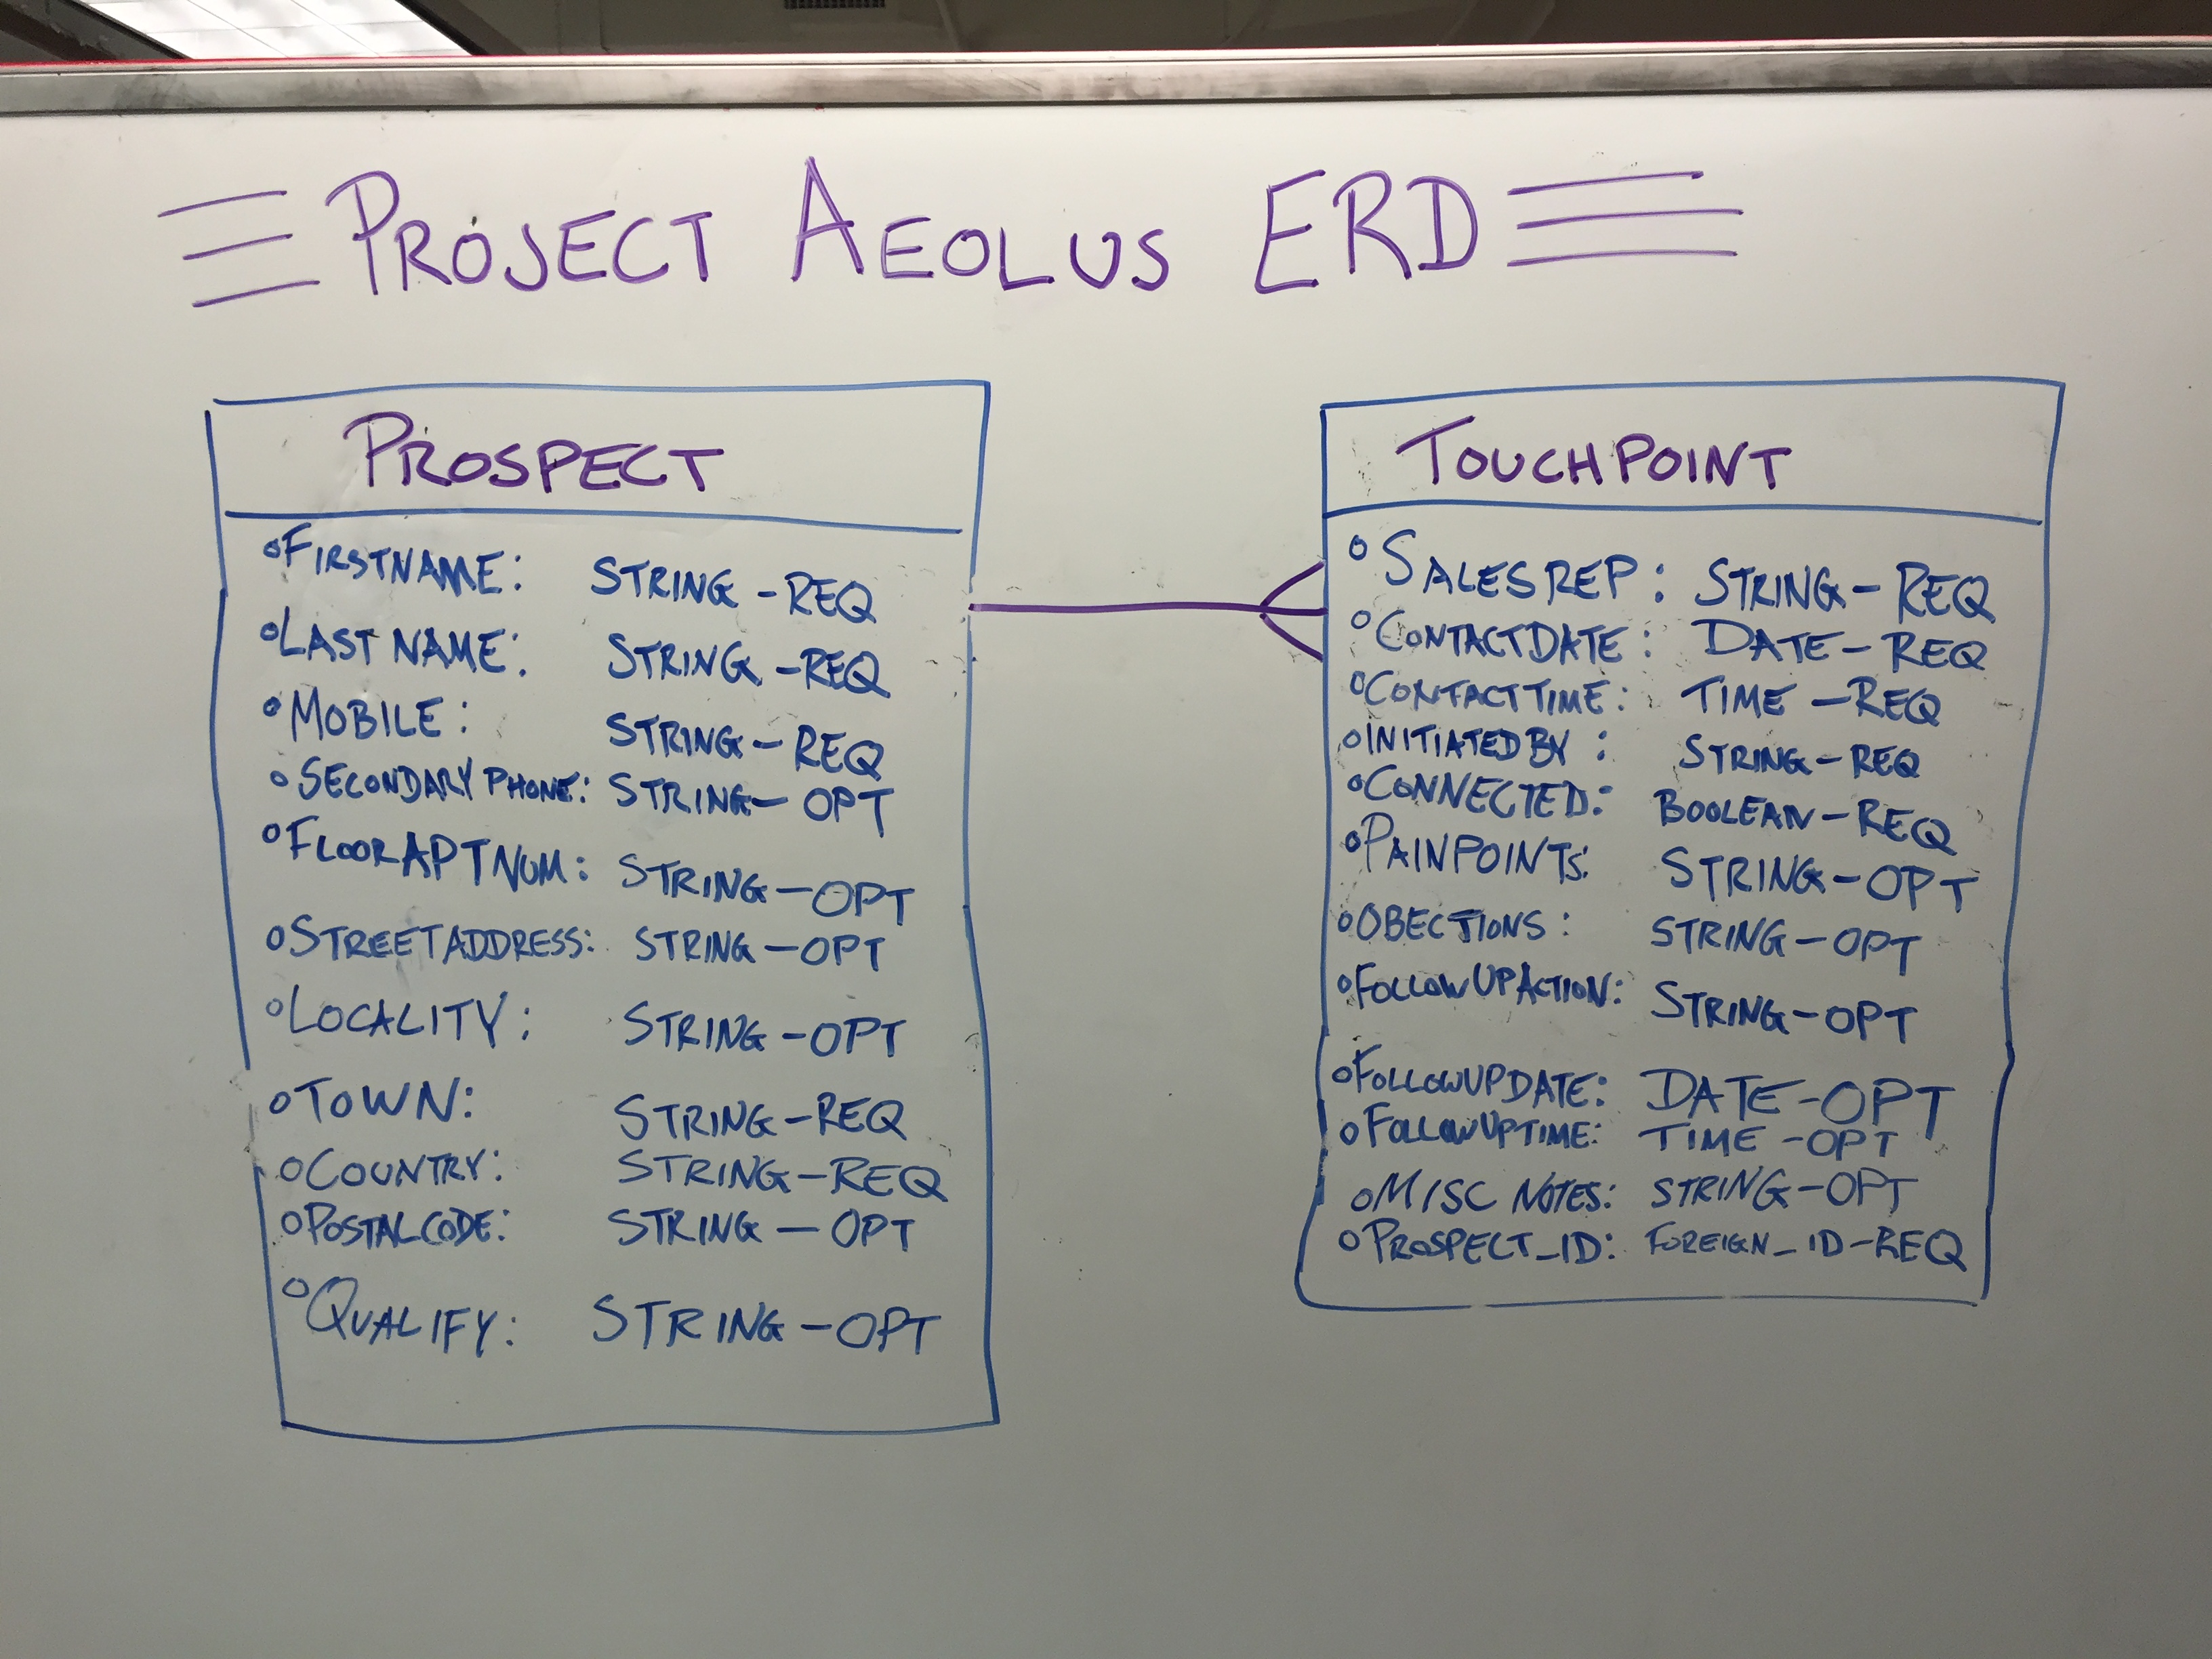 PROJECT AEOLUS ERD
PROSPECT
FIRSTNAME: STRING-REQ
LAST NAME: STRING-REQ
MOBILE: STRING-REQ
SECONDARY PHONE: STRING-OPT
FLOORAPTNUM: STRING-OPT
STREETADDRESS: STRING-OPT
LOCALITY: STRING-OPT
TOWN: STRING-REQ
COUNTRY: STRING-REQ
POSTALCODE: STRING-OPT
QUALIFY: STRING-OPT
TOUCHPOINT
SALESREP: STRING-REQ
CONTACTDATE: DATE-REQ
CONTACTTIME: TIME-REQ
INITIATEDBY: STRING-REQ
CONNECTED: BOOLEAN-REQ
PAINPOINTS: STRING-OPT
OBECTIONS: STRING-OPT
FOLLOWUPACTION: STRING-OPT
FOLLOWUPDATE: DATE-OPT
FOLLOWUPTIME: TIME-OPT
MISC NOTES: STRING-OPT
PROSPECT_ID: FOREIGN_ID-REQ